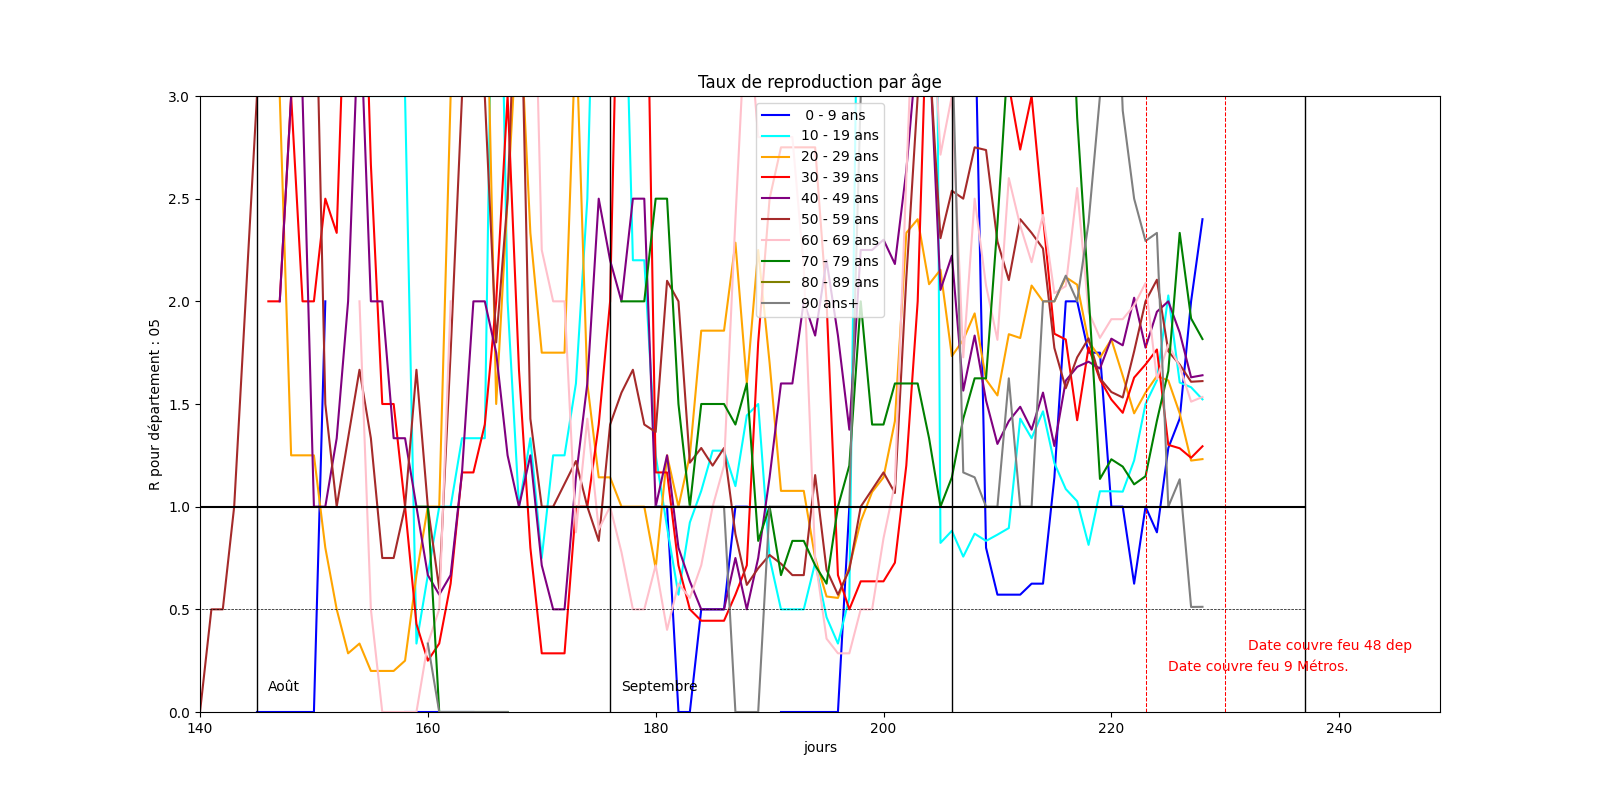 Taux de reproduction par âge
R pour département : 05
3.0
2.5
2.0
1.5
1.0
0.5
0.0
0 - 9 ans
10 - 19 ans
20 - 29 ans
30 - 39 ans
40 - 49 ans
50 - 59 ans
60 - 69 ans
70 - 79 ans
80 - 89 ans
90 ans+
Date couvre feu 48 dep
Date couvre feu 9 Métros.
Août
Septembre
140
160
180
200
220
240
jours